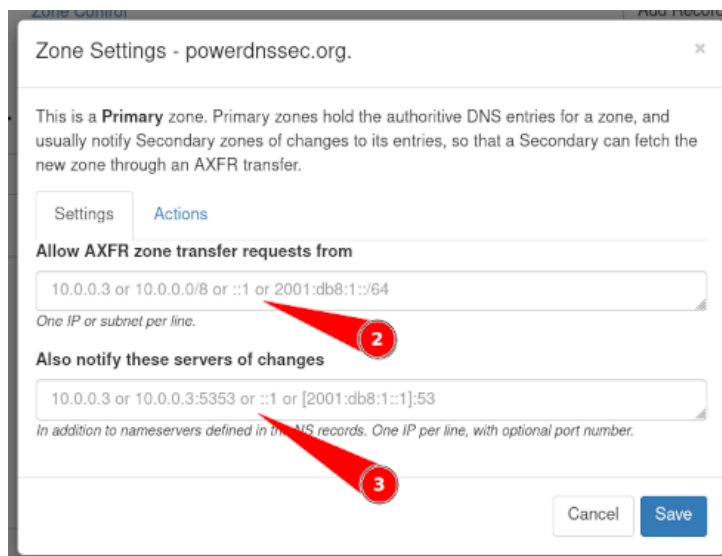 Zone Control
Add Record
Zone Settings - powerdnssec.org.
×
This is a Primary zone. Primary zones hold the authoritive DNS entries for a zone, and
usually notify Secondary zones of changes to its entries, so that a Secondary can fetch the
new zone through an AXFR transfer.
Settings
Actions
Allow AXFR zone transfer requests from
10.0.0.3 or 10.0.0.0/8 or ::1 or 2001:db8:1::/64
One IP or subnet per line.
2
Also notify these servers of changes
10.0.0.3 or 10.0.0.3:5353 or ::1 or [2001:db8:1::1]:53
In addition to nameservers defined in the NS records. One IP per line, with optional port number.
3
Cancel
Save